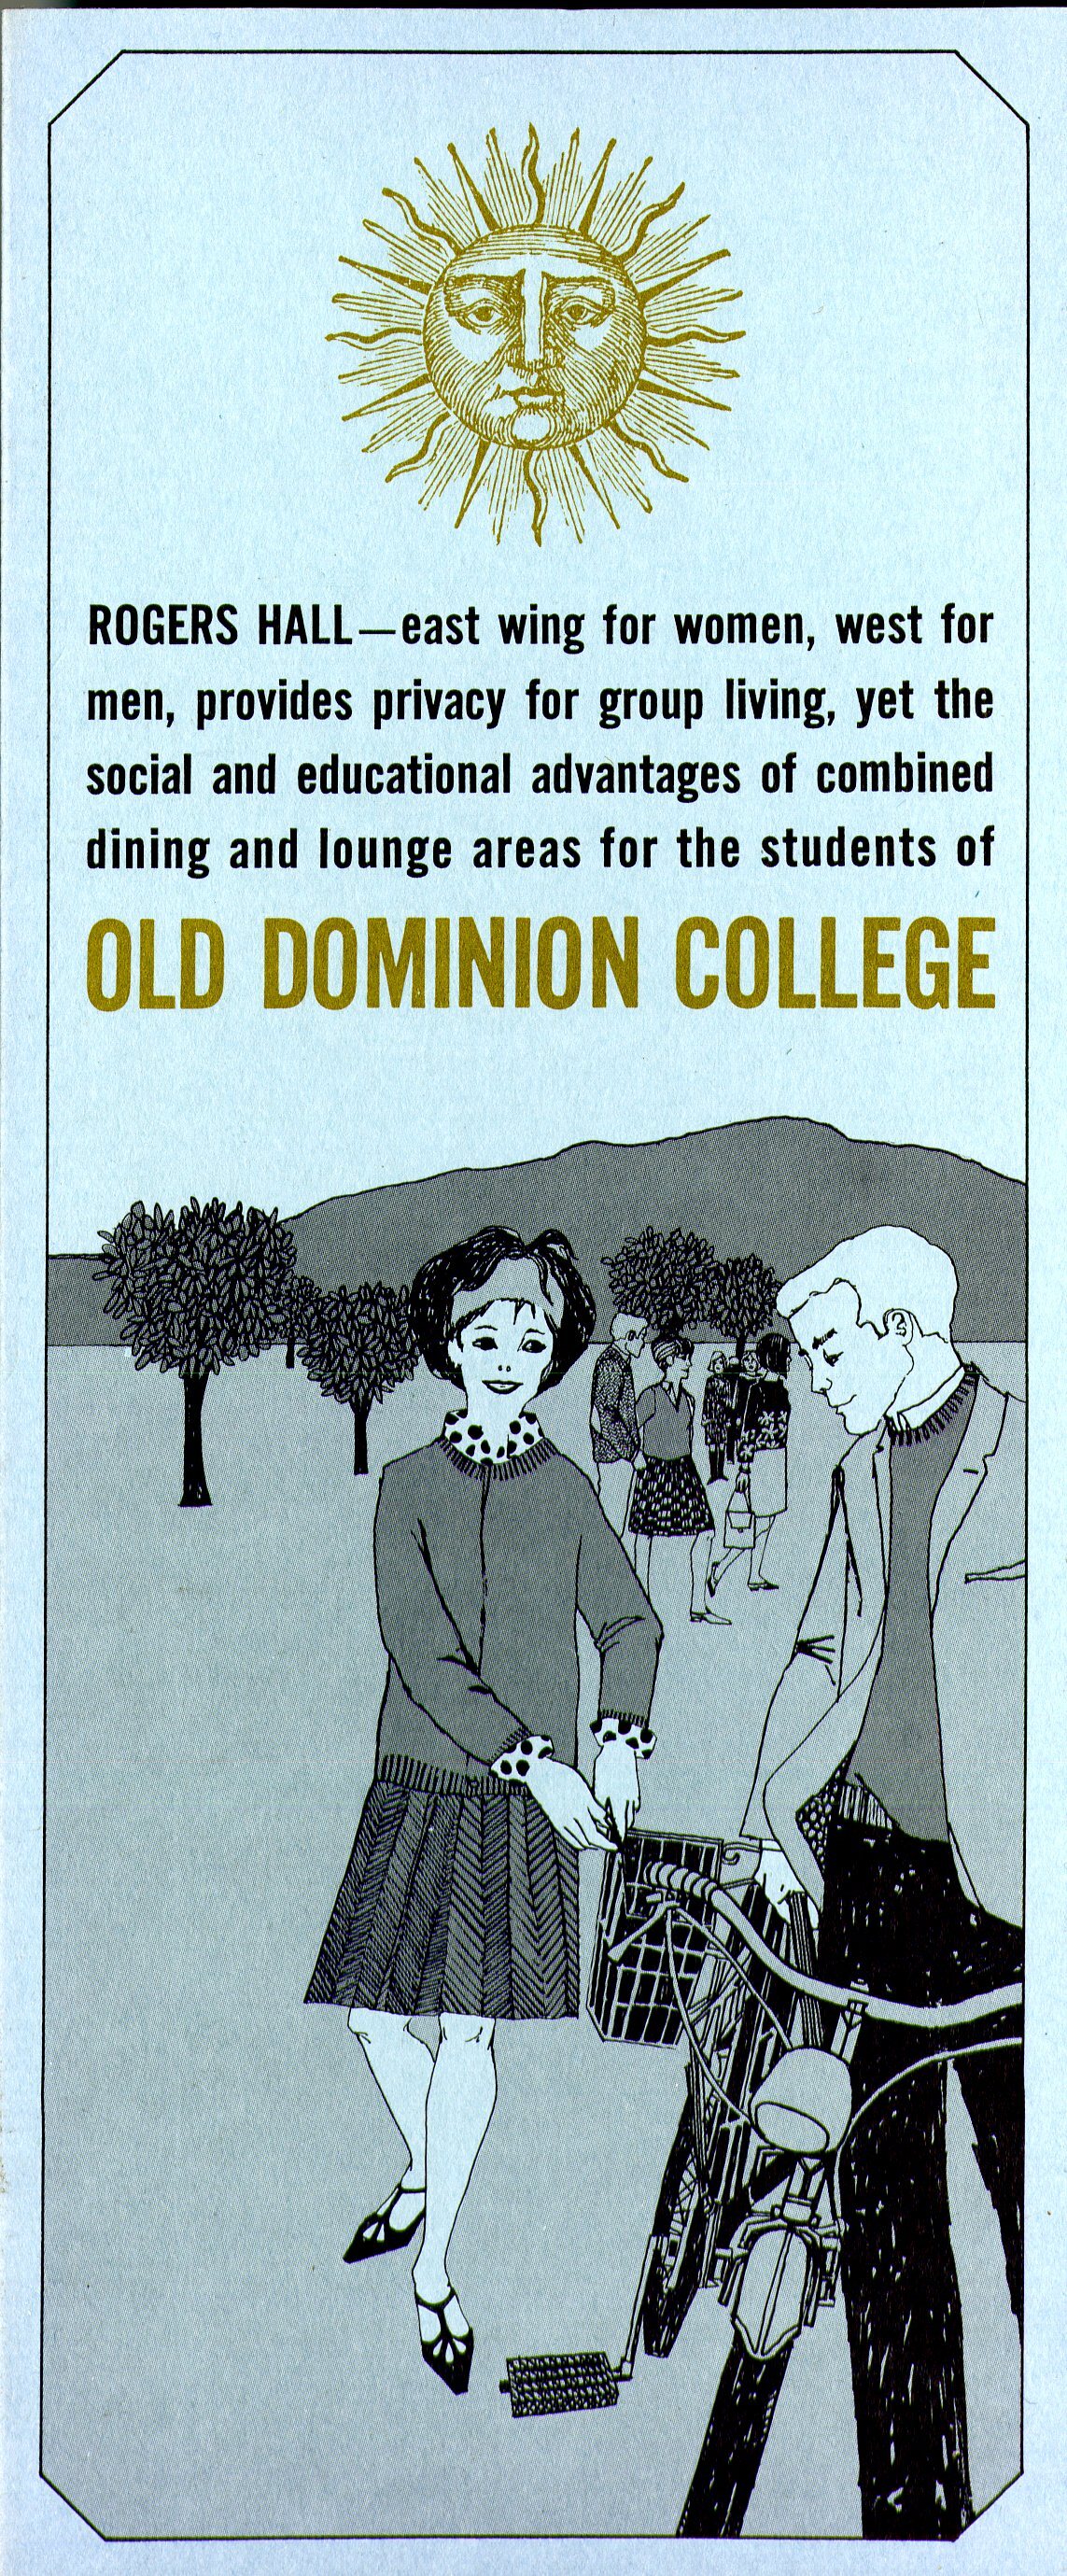 ROGERS HALL—east wing for women, west for
men, provides privacy for group living, yet the
social and educational advantages of combined
dining and lounge areas for the students of
OLD DOMINION COLLEGE